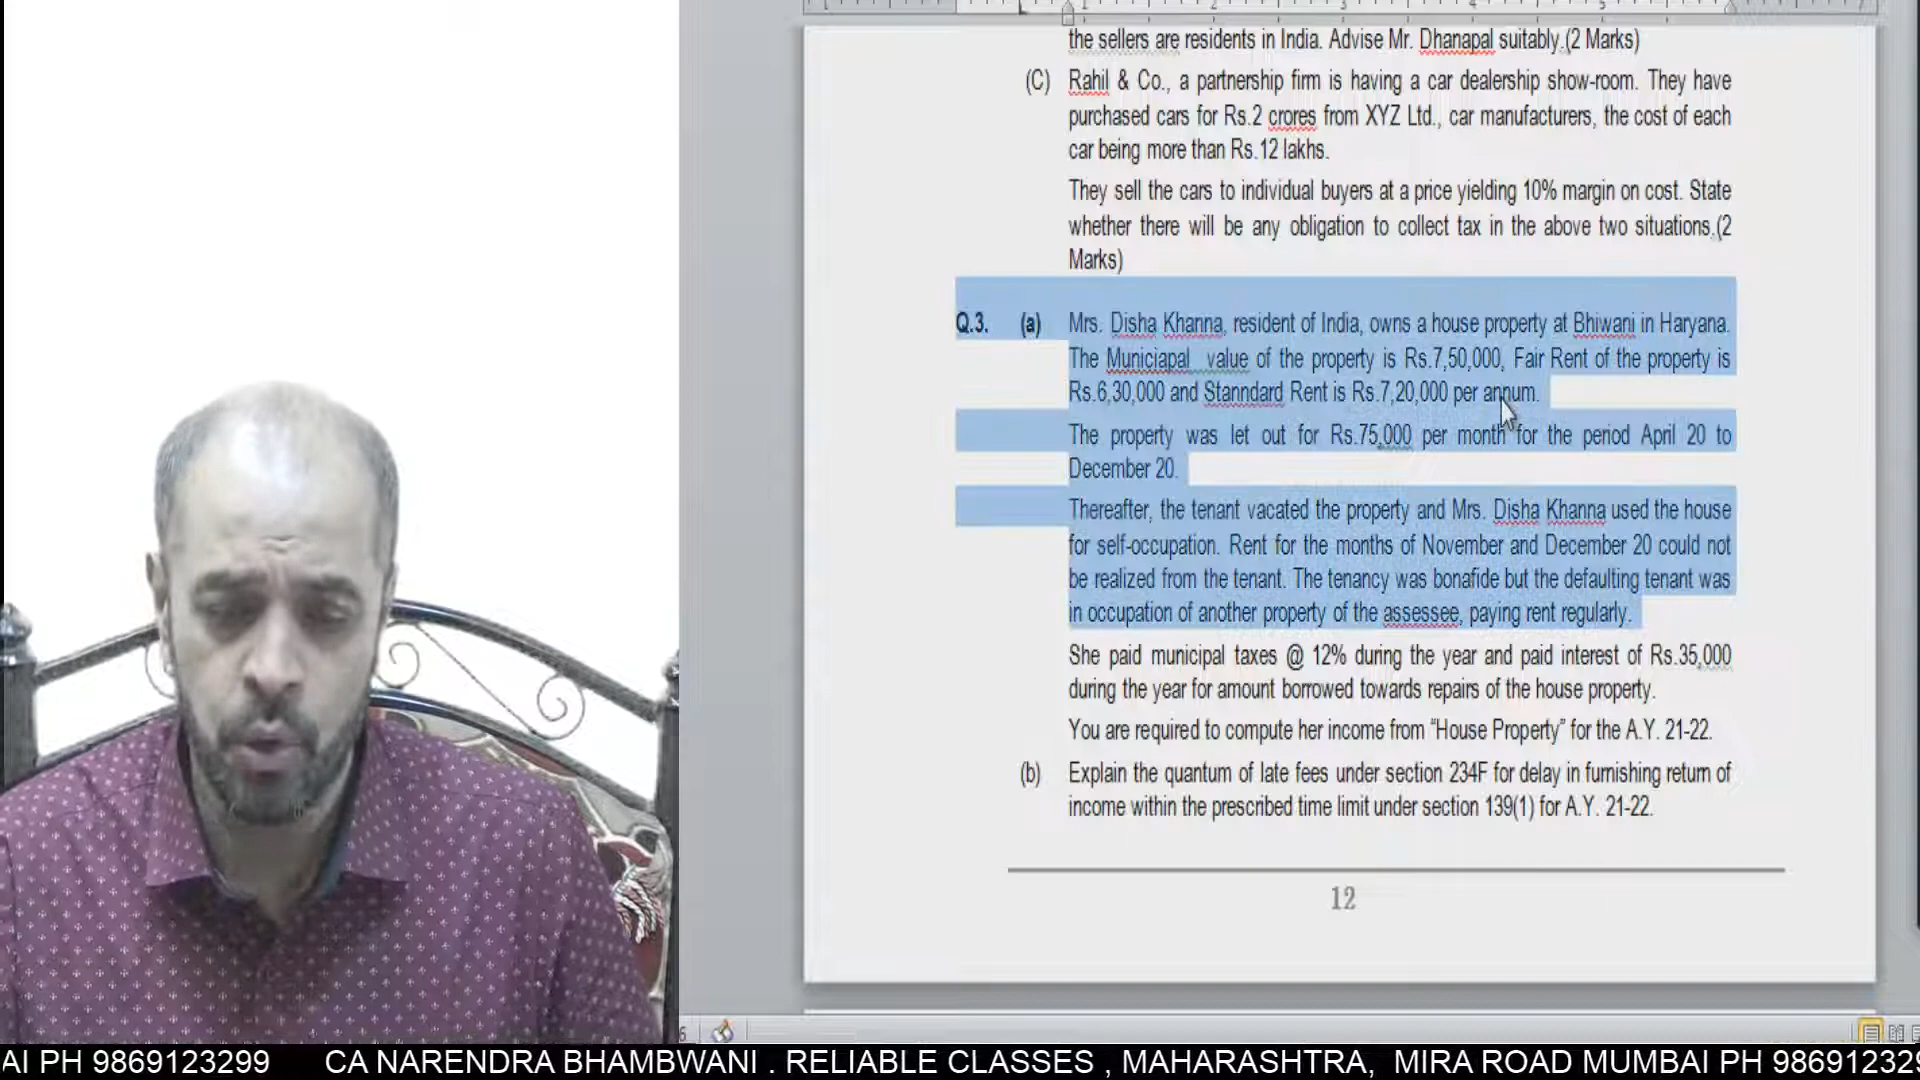 the sellers are residents in India. Advise Mr. Dhanapal suitably.(2 Marks)
(C) Rahil & Co., a partnership firm is having a car dealership show-room. They have
purchased cars for Rs.2 crores from XYZ Ltd., car manufacturers, the cost of each
car being more than Rs.12 lakhs.
They sell the cars to individual buyers at a price yielding 10% margin on cost. State
whether there will be any obligation to collect tax in the above two situations.(2
Marks)
Q.3. (a) Mrs. Disha Khanna, resident of India, owns a house property at Bhiwani in Haryana.
The Municiapal value of the property is Rs.7,50,000, Fair Rent of the property is
Rs.6,30,000 and Stanndard Rent is Rs.7,20,000 per annum.
The property was let out for Rs.75,000 per month for the period April 20 to
December 20.
Thereafter, the tenant vacated the property and Mrs. Disha Khanna used the house
for self-occupation. Rent for the months of November and December 20 could not
be realized from the tenant. The tenancy was bonafide but the defaulting tenant was
in occupation of another property of the assessee, paying rent regularly.
She paid municipal taxes @ 12% during the year and paid interest of Rs.35,000
during the year for amount borrowed towards repairs of the house property.
You are required to compute her income from “House Property” for the A.Y. 21-22.
(b) Explain the quantum of late fees under section 234F for delay in furnishing return of
income within the prescribed time limit under section 139(1) for A.Y. 21-22.
12
AI PH 9869123299 CA NARENDRA BHAMBWANI . RELIABLE CLASSES , MAHARASHTRA, MIRA ROAD MUMBAI PH 986912329